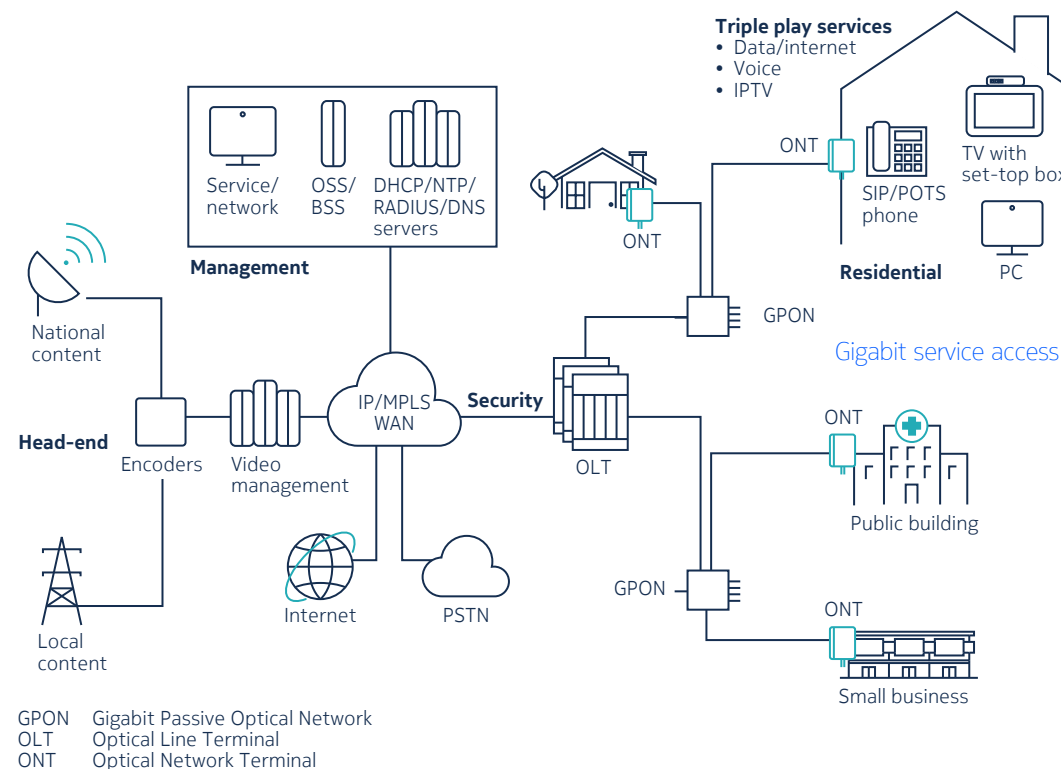 Triple play services
• Data/internet
• Voice
• IPTV
ONT
TV with
set-top box
SIP/POTS
phone
Residential
PC
Service/
network
OSS/
BSS
DHCP/NTP/
RADIUS/DNS
servers
Management
ONT
GPON
Gigabit service access
National
content
Head-end
Encoders
Video
management
IP/MPLS
WAN
Security
OLT
ONT
Public building
Internet
PSTN
GPON
ONT
Small business
Local
content
GPON Gigabit Passive Optical Network
OLT Optical Line Terminal
ONT Optical Network Terminal